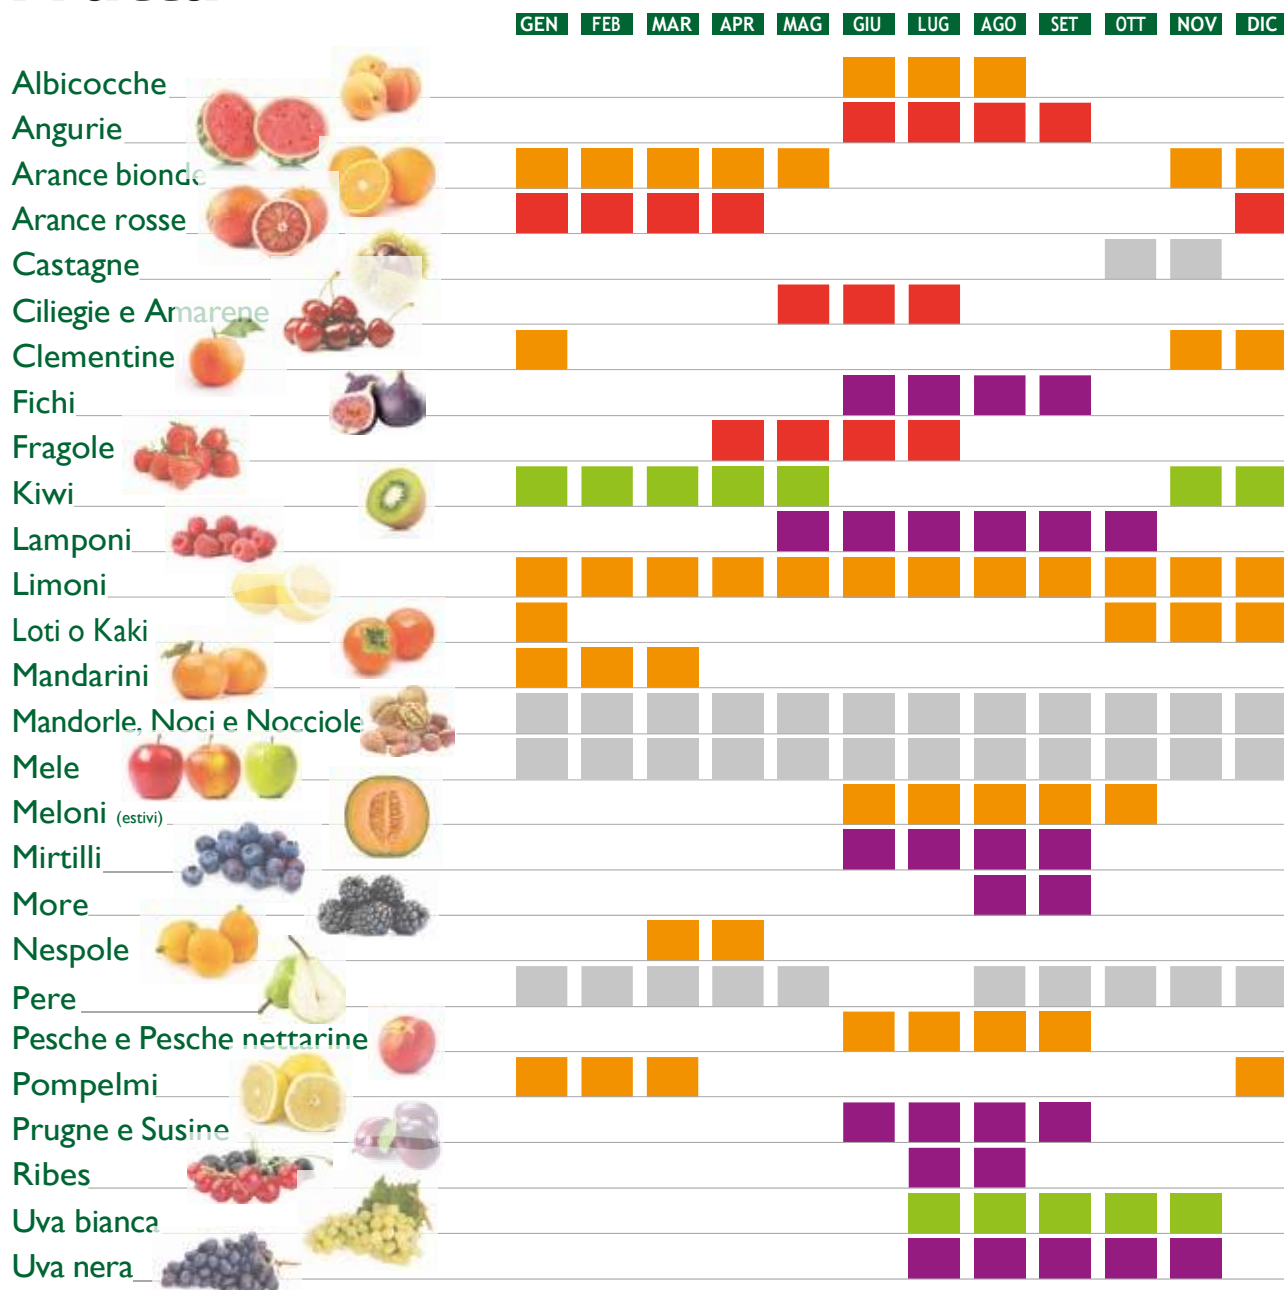 GEN FEB MAR APR MAG GIU LUG AGO SET OTT NOV DIC
Albicocche
Angurie
Arance bionde
Arance rosse
Castagne
Ciliegie e Amarene
Clementine
Fichi
Fragole
Kiwi
Lamponi
Limoni
Loti o Kaki
Mandarini
Mandorle, Noci e Nocciole
Mele
Meloni (estivi)
Mirtilli
More
Nespole
Pere
Pesche e Pesche nettarine
Pompelmi
Prugne e Susine
Ribes
Uva bianca
Uva nera